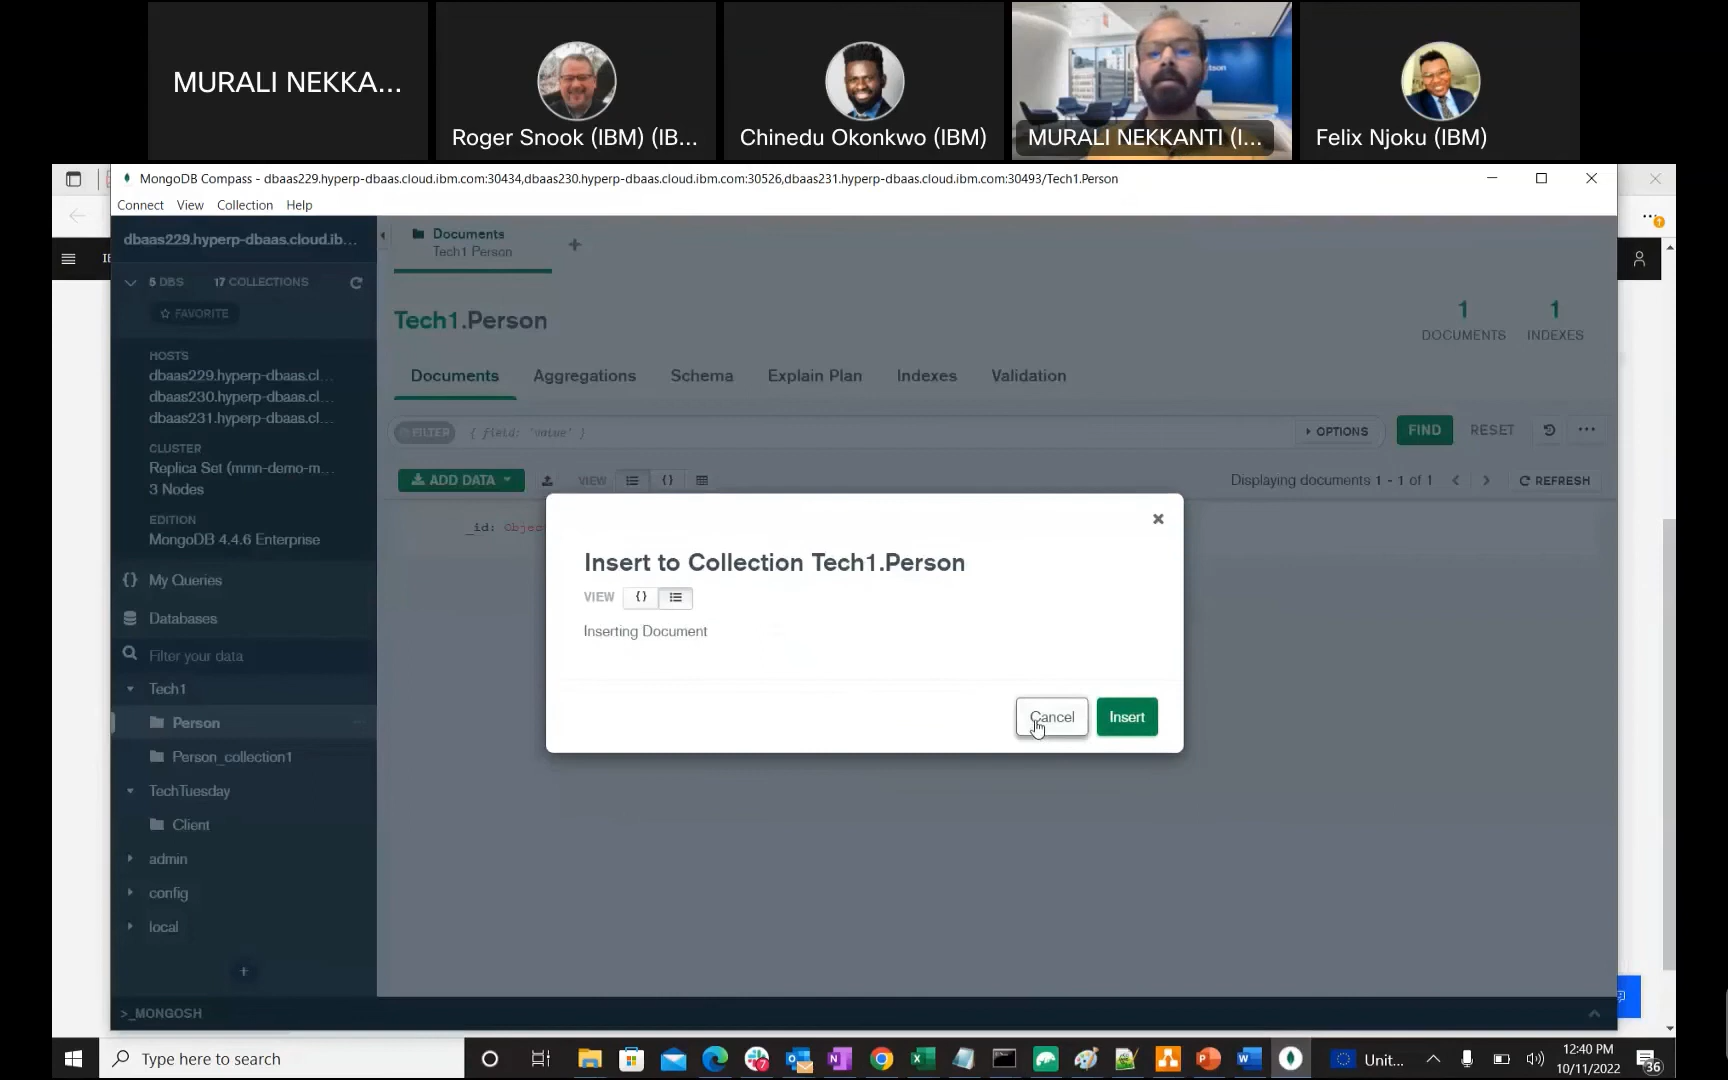 MURALI NEKKA...
Roger Snook (IBM) (IB...
Chinedu Okonkwo (IBM)
MURALI NEKKANTI (I...
Felix Njoku (IBM)
MongoDB Compass - dbaas229.hyperp-dbaas.cloud.ibm.com:30434,dbaas230.hyperp-dbaas.cloud.ibm.com:30526,dbaas231.hyperp-dbaas.cloud.ibm.com:30493/Tech1.Person
Connect View Collection Help
dbaas229.hyperp-dbaas.cloud.ib...
5 DBS 17 COLLECTIONS
FAVORITE
HOSTS
dbaas229.hyperp-dbaas.cl...
dbaas230.hyperp-dbaas.cl...
dbaas231.hyperp-dbaas.cl...
CLUSTER
Replica Set (mmn-demo-m...
3 Nodes
EDITION
MongoDB 4.4.6 Enterprise
{} My Queries
Databases
Filter your data
Tech1
Person
Person_collection1
TechTuesday
Client
admin
config
local
+
>_MONGOSH
Documents
Tech1.Person
+
Tech1.Person
1 DOCUMENTS
1 INDEXES
Documents Aggregations Schema Explain Plan Indexes Validation
FILTER { field: 'value' } OPTIONS FIND RESET ...
ADD DATA VIEW {} Displaying documents 1 - 1 of 1 < > REFRESH
_id: Objec
Insert to Collection Tech1.Person
VIEW {}
Inserting Document
Cancel Insert
Type here to search
Unit...
12:40 PM
10/11/2022
36